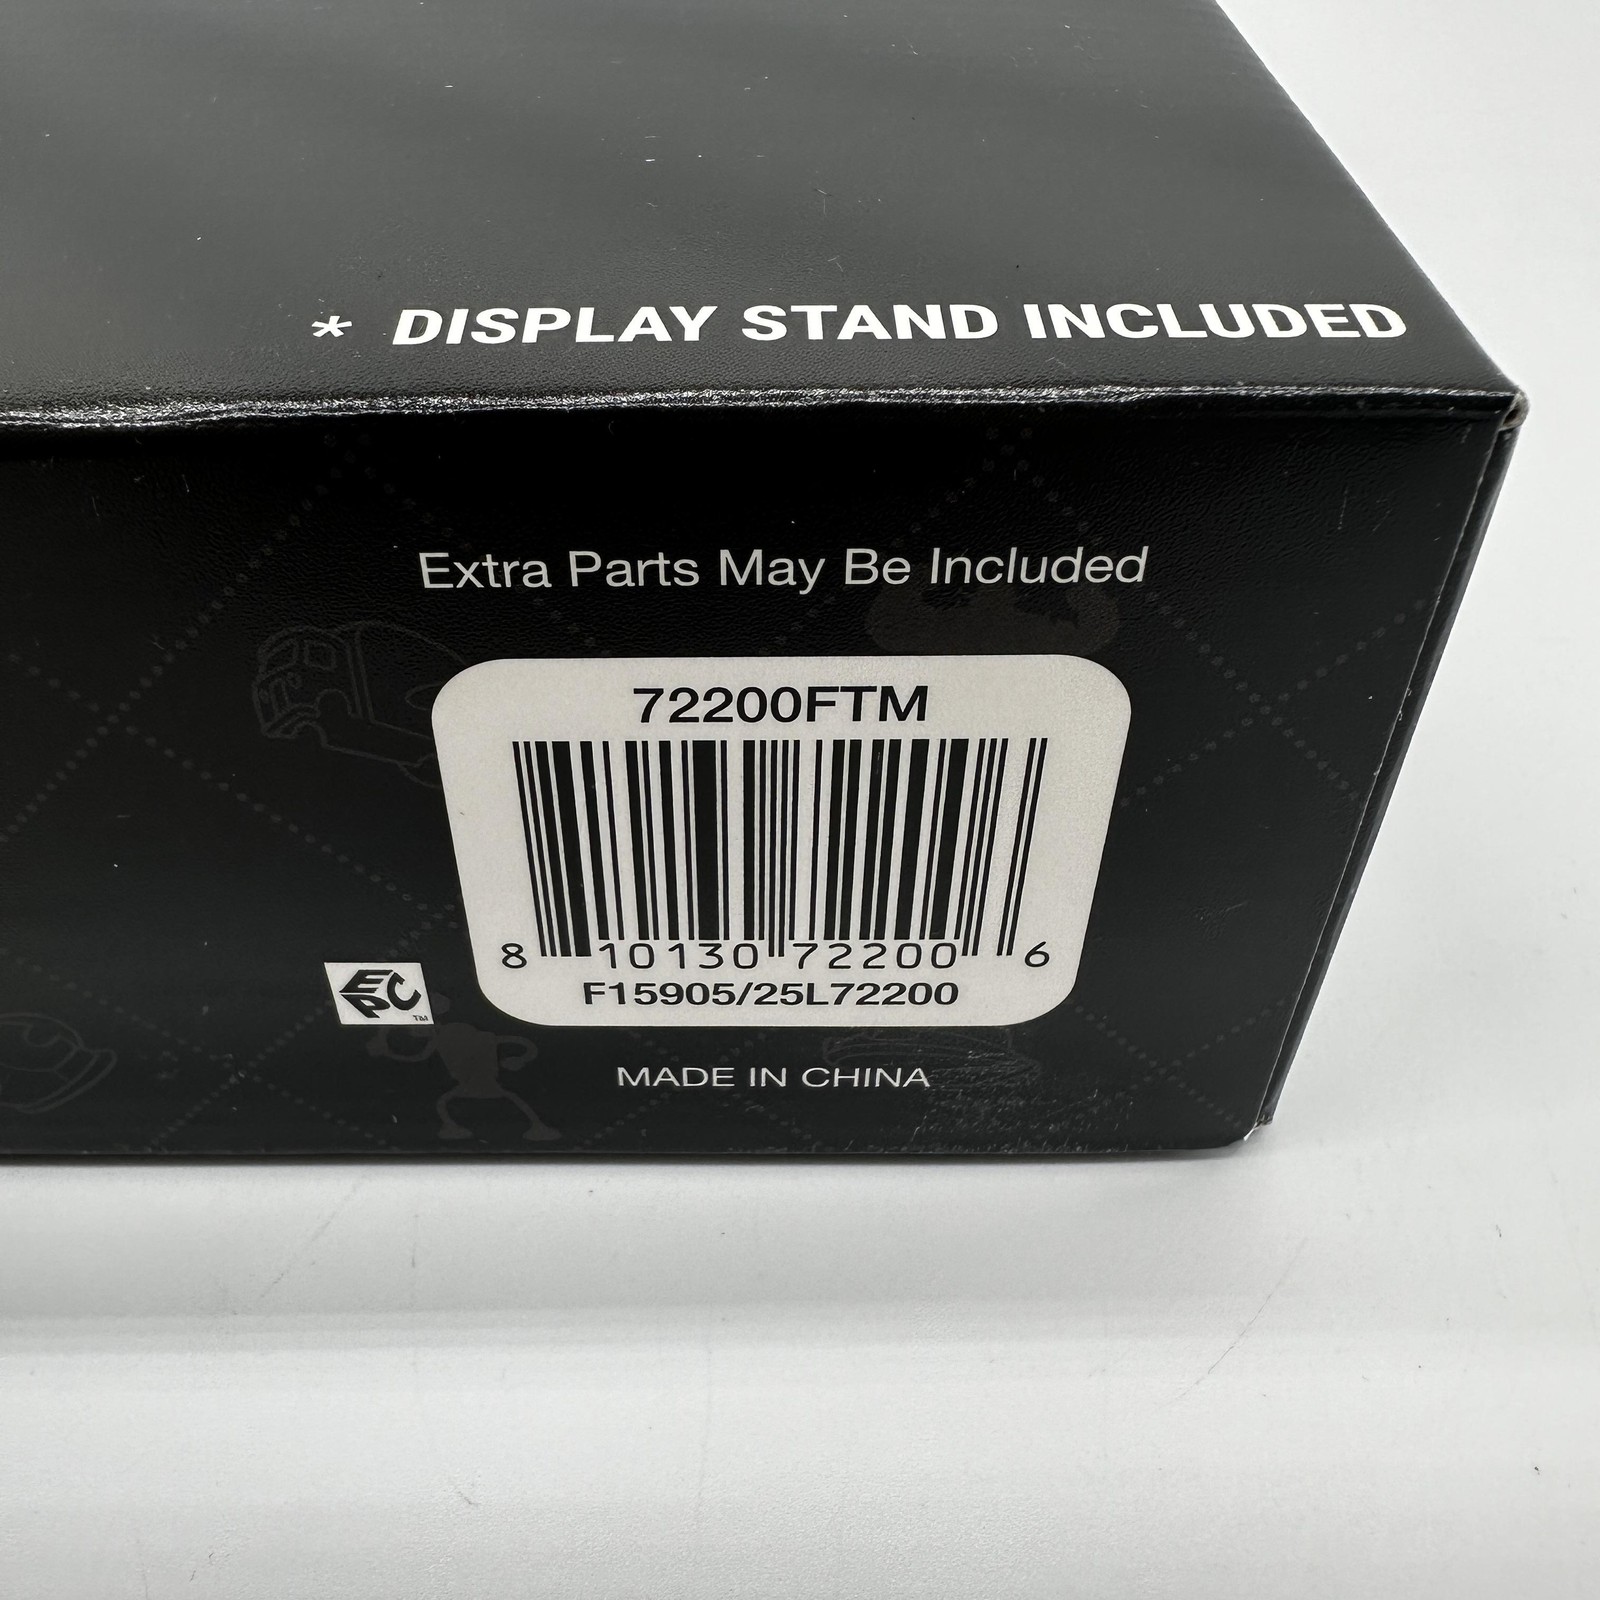 * DISPLAY STAND INCLUDED
Extra Parts May Be Included
72200FTM
8 10130 72200 6
F15905/25L72200
EPC
TM
MADE IN CHINA